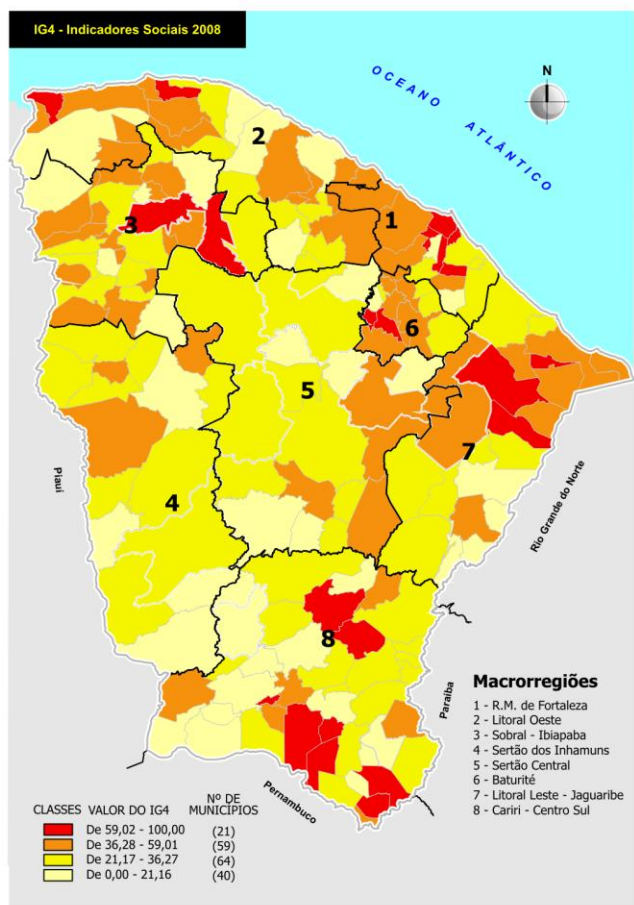 IG4 - Indicadores Sociais 2008
OCEANO ATLÂNTICO
N
2
1
3
6
5
7
4
8
Piauí
Rio Grande do Norte
Paraíba
Pernambuco
Macrorregiões
1 - R.M. de Fortaleza
2 - Litoral Oeste
3 - Sobral - Ibiapaba
4 - Sertão dos Inhamuns
5 - Sertão Central
6 - Baturité
7 - Litoral Leste - Jaguaribe
8 - Cariri - Centro Sul
CLASSES VALOR DO IG4 Nº DE MUNICÍPIOS
De 59,02 - 100,00 (21)
De 36,28 - 59,01 (59)
De 21,17 - 36,27 (64)
De 0,00 - 21,16 (40)